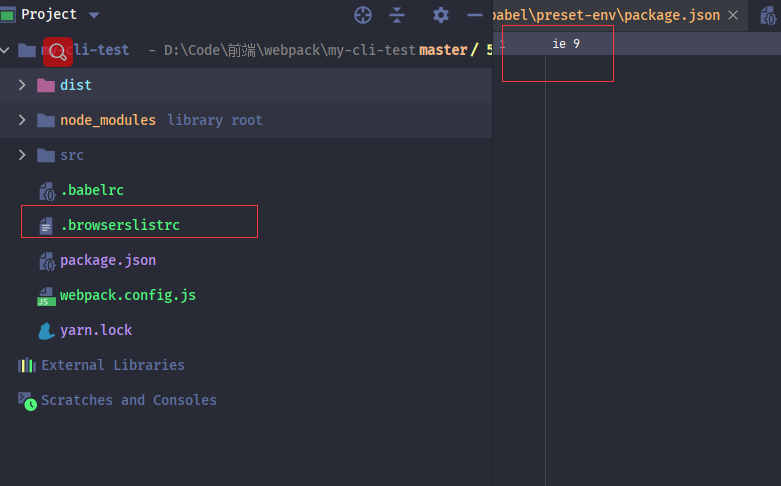 Project
my-cli-test – D:\Code\前端\webpack\my-cli-test master / 5
dist
node_modules library root
src
.babelrc
.browserslistrc
package.json
webpack.config.js
yarn.lock
External Libraries
Scratches and Consoles
abel\preset-env\package.json
1 ie 9